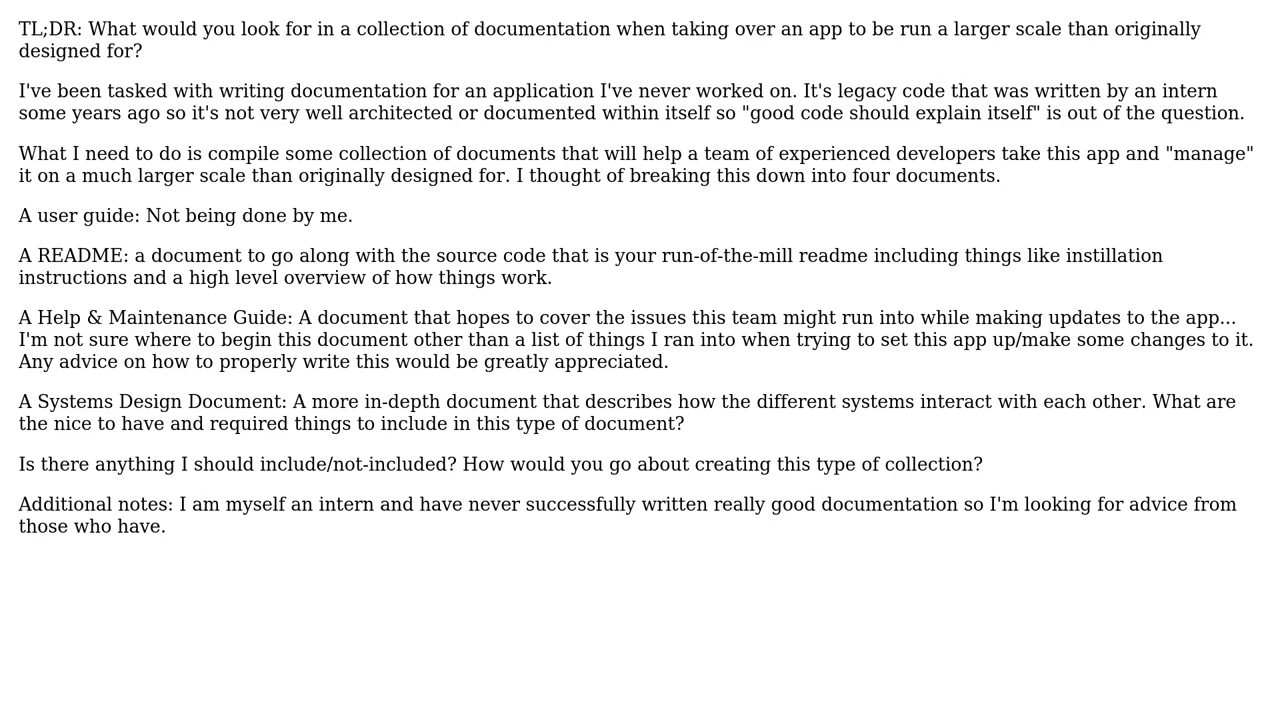 TL;DR: What would you look for in a collection of documentation when taking over an app to be run a larger scale than originally
designed for?
I've been tasked with writing documentation for an application I've never worked on. It's legacy code that was written by an intern
some years ago so it's not very well architected or documented within itself so "good code should explain itself" is out of the question.
What I need to do is compile some collection of documents that will help a team of experienced developers take this app and "manage"
it on a much larger scale than originally designed for. I thought of breaking this down into four documents.
A user guide: Not being done by me.
A README: a document to go along with the source code that is your run-of-the-mill readme including things like instillation
instructions and a high level overview of how things work.
A Help & Maintenance Guide: A document that hopes to cover the issues this team might run into while making updates to the app...
I'm not sure where to begin this document other than a list of things I ran into when trying to set this app up/make some changes to it.
Any advice on how to properly write this would be greatly appreciated.
A Systems Design Document: A more in-depth document that describes how the different systems interact with each other. What are
the nice to have and required things to include in this type of document?
Is there anything I should include/not-included? How would you go about creating this type of collection?
Additional notes: I am myself an intern and have never successfully written really good documentation so I'm looking for advice from
those who have.